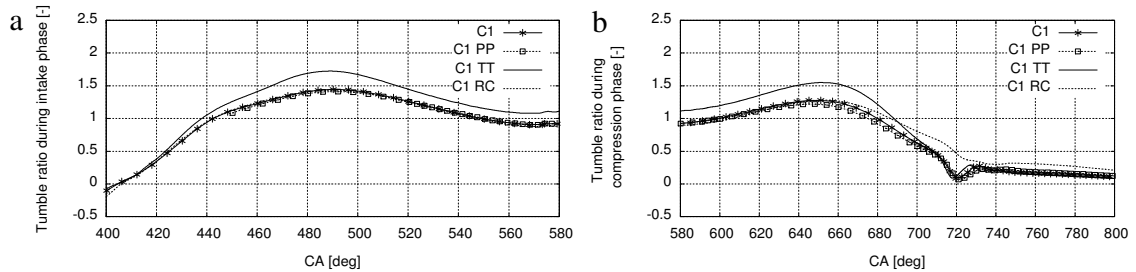 a
Tumble ratio during intake phase [-]
2.5
2
1.5
1
0.5
0
-0.5
400 420 440 460 480 500 520 540 560 580
CA [deg]
C1
C1 PP
C1 TT
C1 RC
b
Tumble ratio during
compression phase [-]
2.5
2
1.5
1
0.5
0
-0.5
580 600 620 640 660 680 700 720 740 760 780 800
CA [deg]
C1
C1 PP
C1 TT
C1 RC